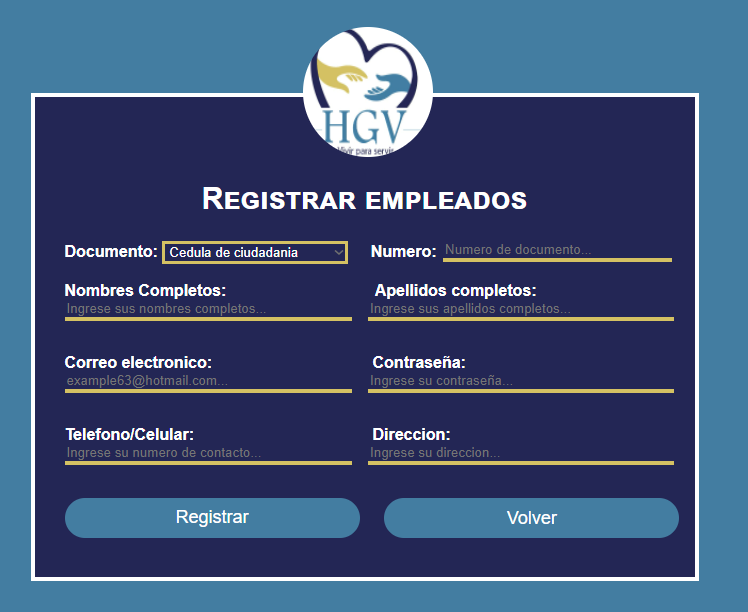 HGV
Vivir para servir
REGISTRAR EMPLEADOS
Documento: Cedula de ciudadania Numero: Numero de documento...
Nombres Completos: Apellidos completos:
Ingrese sus nombres completos... Ingrese sus apellidos completos...
Correo electronico: Contraseña:
example63@hotmail.com... Ingrese su contraseña...
Telefono/Celular: Direccion:
Ingrese su numero de contacto... Ingrese su direccion...
Registrar Volver